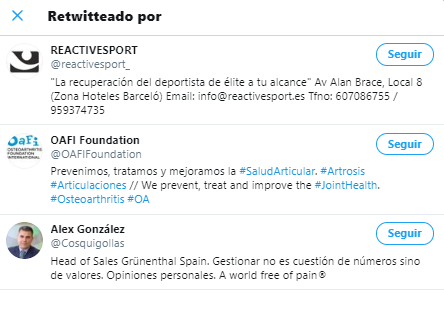 Retwitteado por
REACTIVESPORT
@reactivesport_
Seguir
"La recuperación del deportista de élite a tu alcance" Av Alan Brace, Local 8
(Zona Hoteles Barceló) Email: info@reactivesport.es Tfno: 607086755 /
959374735
OAFI
OSTEOARTHRITIS
FOUNDATION
INTERNATIONAL
OAFI Foundation
@OAFIFoundation
Seguir
Prevenimos, tratamos y mejoramos la #SaludArticular. #Artrosis
#Articulaciones // We prevent, treat and improve the #JointHealth.
#Osteoarthritis #OA
Alex González
@Cosquigollas
Seguir
Head of Sales Grünenthal Spain. Gestionar no es cuestión de números sino
de valores. Opiniones personales. A world free of pain®